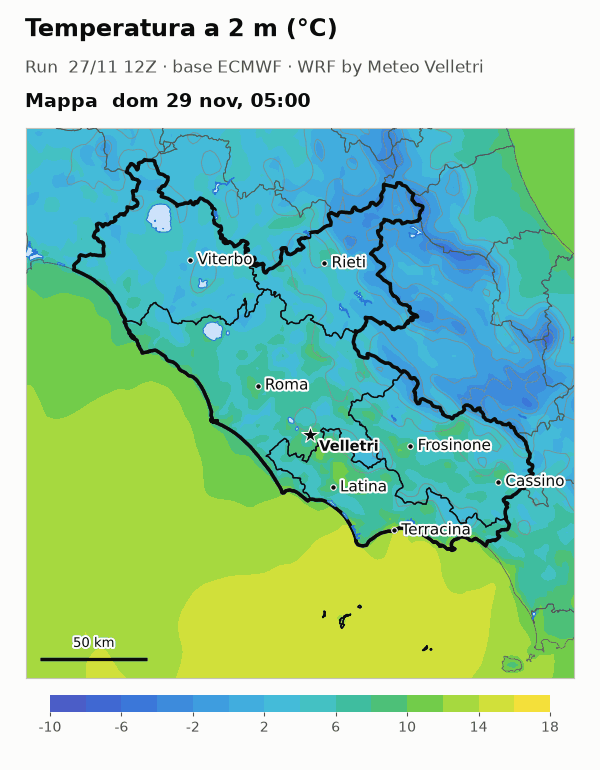 Temperatura a 2 m (°C)
Run  27/11 12Z · base ECMWF · WRF by Meteo Velletri
Mappa  dom 29 nov, 05:00
Viterbo
Rieti
Roma
Velletri
Frosinone
Cassino
Latina
Terracina
50 km
-10 -6 -2 2 6 10 14 18